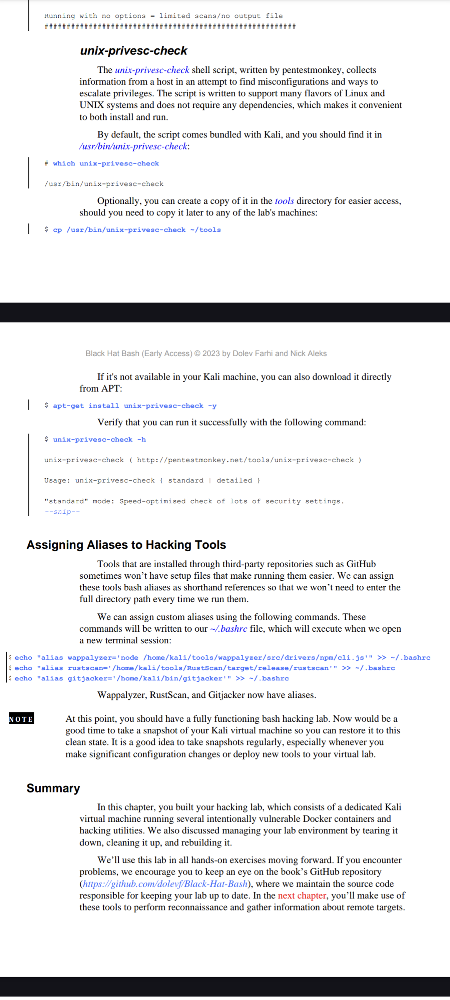 Running with no options = limited scans/no output file
#########################################################
unix-privesc-check
The unix-privesc-check shell script, written by pentestmonkey, collects
information from a host in an attempt to find misconfigurations and ways to
escalate privileges. The script is written to support many flavors of Linux and
UNIX systems and does not require any dependencies, which makes it convenient
to both install and run.
By default, the script comes bundled with Kali, and you should find it in
/usr/bin/unix-privesc-check:
# which unix-privesc-check
/usr/bin/unix-privesc-check
Optionally, you can create a copy of it in the tools directory for easier access,
should you need to copy it later to any of the lab's machines:
$ cp /usr/bin/unix-privesc-check ~/tools
Black Hat Bash (Early Access) © 2023 by Dolev Farhi and Nick Aleks
If it's not available in your Kali machine, you can also download it directly
from APT:
$ apt-get install unix-privesc-check -y
Verify that you can run it successfully with the following command:
$ unix-privesc-check -h
unix-privesc-check ( http://pentestmonkey.net/tools/unix-privesc-check )
Usage: unix-privesc-check { standard | detailed }
"standard" mode: Speed-optimised check of lots of security settings.
--snip--
Assigning Aliases to Hacking Tools
Tools that are installed through third-party repositories such as GitHub
sometimes won’t have setup files that make running them easier. We can assign
these tools bash aliases as shorthand references so that we won’t need to enter the
full directory path every time we run them.
We can assign custom aliases using the following commands. These
commands will be written to our ~/.bashrc file, which will execute when we open
a new terminal session:
$ echo "alias wappalyzer='node /home/kali/tools/wappalyzer/src/drivers/npm/cli.js'" >> ~/.bashrc
$ echo "alias rustscan='/home/kali/tools/RustScan/target/release/rustscan'" >> ~/.bashrc
$ echo "alias gitjacker='/home/kali/bin/gitjacker'" >> ~/.bashrc
Wappalyzer, RustScan, and Gitjacker now have aliases.
NOTE
At this point, you should have a fully functioning bash hacking lab. Now would be a
good time to take a snapshot of your Kali virtual machine so you can restore it to this
clean state. It is a good idea to take snapshots regularly, especially whenever you
make significant configuration changes or deploy new tools to your virtual lab.
Summary
In this chapter, you built your hacking lab, which consists of a dedicated Kali
virtual machine running several intentionally vulnerable Docker containers and
hacking utilities. We also discussed managing your lab environment by tearing it
down, cleaning it up, and rebuilding it.
We’ll use this lab in all hands-on exercises moving forward. If you encounter
problems, we encourage you to keep an eye on the book’s GitHub repository
(https://github.com/dolevf/Black-Hat-Bash), where we maintain the source code
responsible for keeping your lab up to date. In the next chapter, you’ll make use of
these tools to perform reconnaissance and gather information about remote targets.